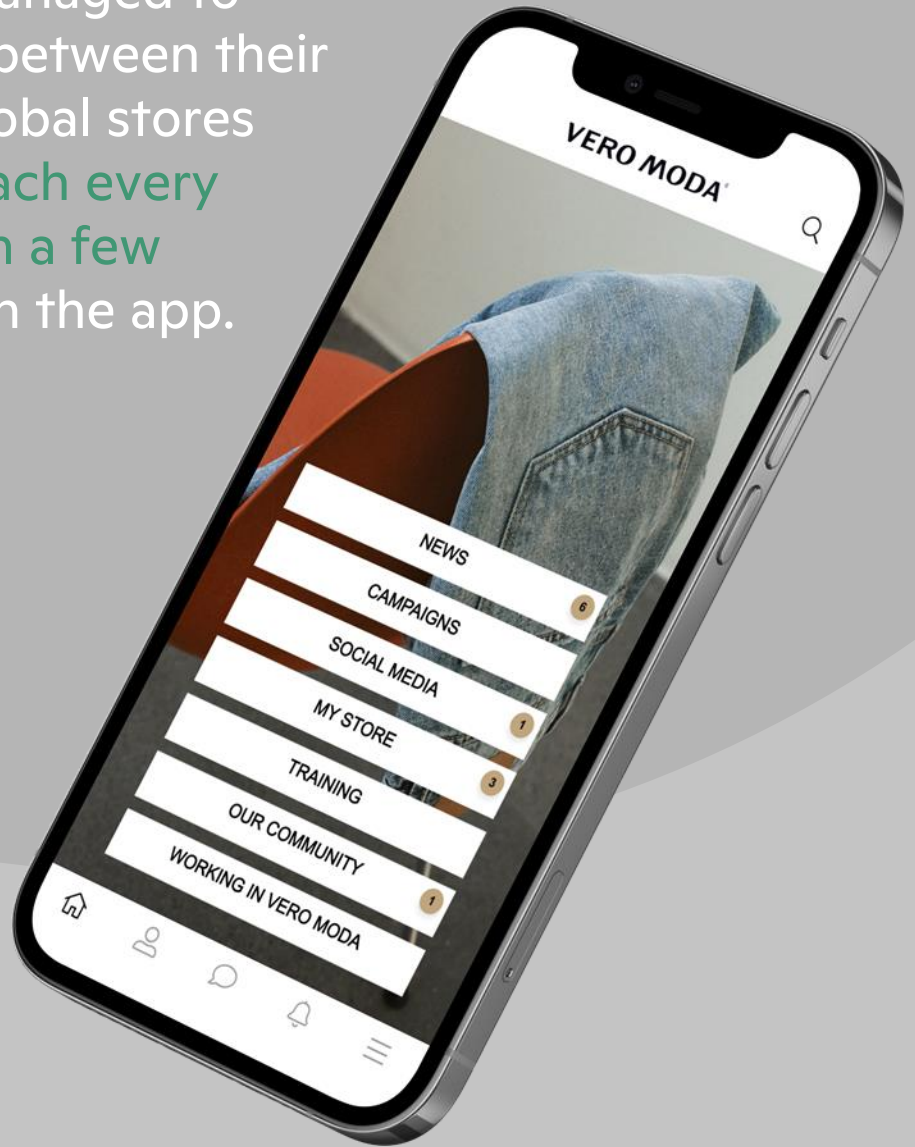 between their
obal stores
ach every
a few
the app.
VERO MODA
NEWS
6
CAMPAIGNS
SOCIAL MEDIA
1
MY STORE
3
TRAINING
OUR COMMUNITY
1
WORKING IN VERO MODA